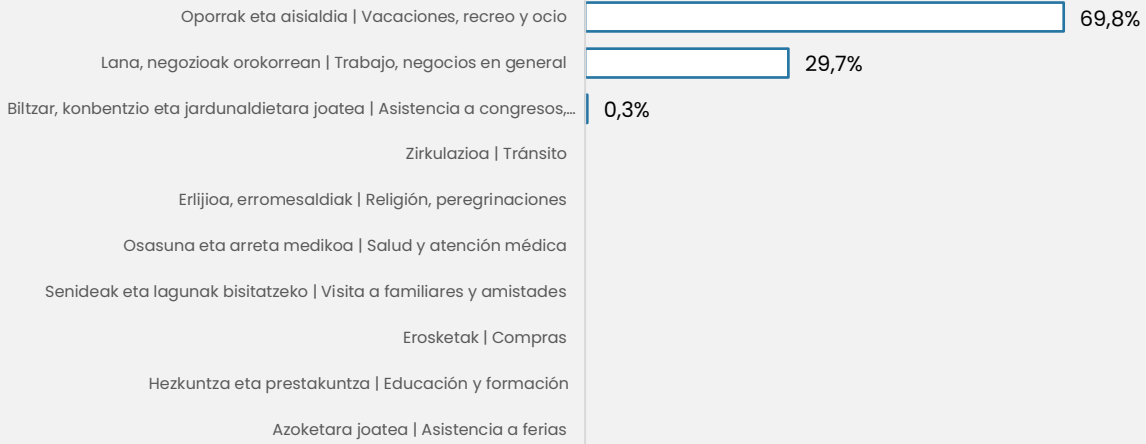 Oporrak eta aisialdia | Vacaciones, recreo y ocio 69,8%
Lana, negozioak orokorrean | Trabajo, negocios en general 29,7%
Biltzar, konbentzio eta jardunaldietara joatea | Asistencia a congresos,... 0,3%
Zirkulazioa | Tránsito
Erlijioa, erromesaldiak | Religión, peregrinaciones
Osasuna eta arreta medikoa | Salud y atención médica
Senideak eta lagunak bisitatzeko | Visita a familiares y amistades
Erosketak | Compras
Hezkuntza eta prestakuntza | Educación y formación
Azoketara joatea | Asistencia a ferias